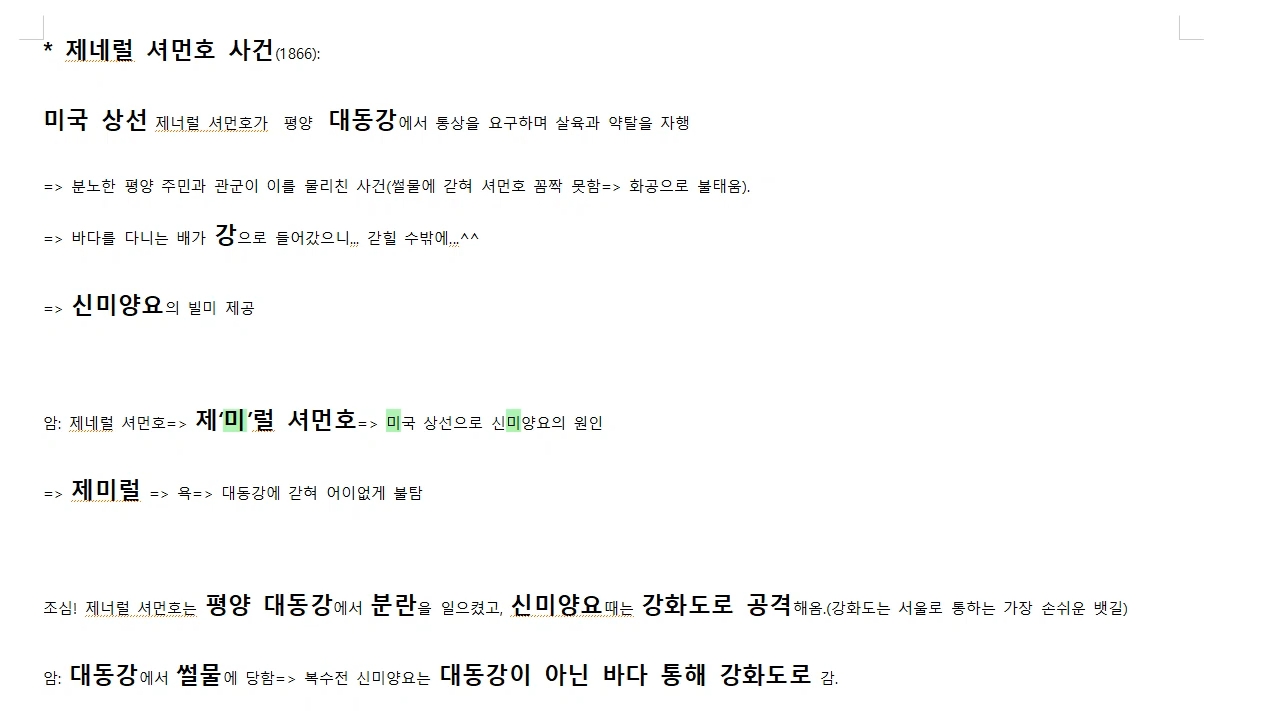 * 제네럴 셔먼호 사건(1866):
미국 상선 제너럴 셔먼호가 평양 대동강에서 통상을 요구하며 살육과 약탈을 자행
=> 분노한 평양 주민과 관군이 이를 물리친 사건(썰물에 갇혀 셔먼호 꼼짝 못함=> 화공으로 불태움).
=> 바다를 다니는 배가 강으로 들어갔으니... 갇힐 수밖에...^^
=> 신미양요의 빌미 제공
암: 제네럴 셔먼호=> 제‘미’럴 셔먼호=> 미국 상선으로 신미양요의 원인
=> 제미럴 => 욕=> 대동강에 갇혀 어이없게 불탐
조심! 제너럴 셔먼호는 평양 대동강에서 분란을 일으켰고, 신미양요때는 강화도로 공격해옴.(강화도는 서울로 통하는 가장 손쉬운 뱃길)
암: 대동강에서 썰물에 당함=> 복수전 신미양요는 대동강이 아닌 바다 통해 강화도로 감.